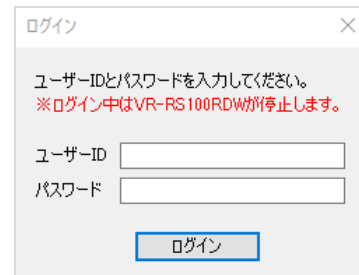 ログイン
ユーザーIDとパスワードを入力してください。
※ログイン中はVR-RS100RDWが停止します。
ユーザーID
パスワード
ログイン